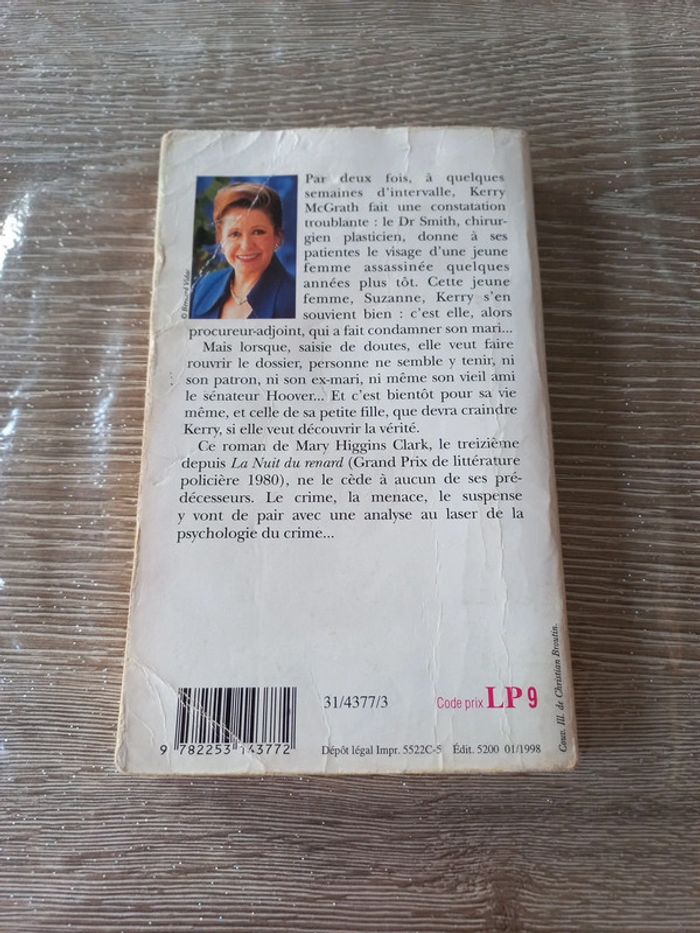 Par deux fois, à quelques
semaines d'intervalle, Kerry
McGrath fait une constatation
troublante : le Dr Smith, chirur-
gien plasticien, donne à ses
patientes le visage d'une jeune
femme assassinée quelques
années plus tôt. Cette jeune
femme, Suzanne, Kerry s'en
souvient bien : c'est elle, alors
procureur-adjoint, qui a fait condamner son mari...
Mais lorsque, saisie de doutes, elle veut faire
rouvrir le dossier, personne ne semble y tenir, ni
son patron, ni son ex-mari, ni même son vieil ami
le sénateur Hoover... Et c'est bientôt pour sa vie
même, et celle de sa petite fille, que devra craindre
Kerry, si elle veut découvrir la vérité.
Ce roman de Mary Higgins Clark, le treizième
depuis La Nuit du renard (Grand Prix de littérature
policière 1980), ne le cède à aucun de ses pré-
décesseurs. Le crime, la menace, le suspense
y vont de pair avec une analyse au laser de la
psychologie du crime...
© Bernard Vidal
31/4377/3
Code prix LP 9
9 782253 143772
Dépôt légal Impr. 5522C-5 Édit. 5200 01/1998
Couv. Ill. de Christian Broutin.